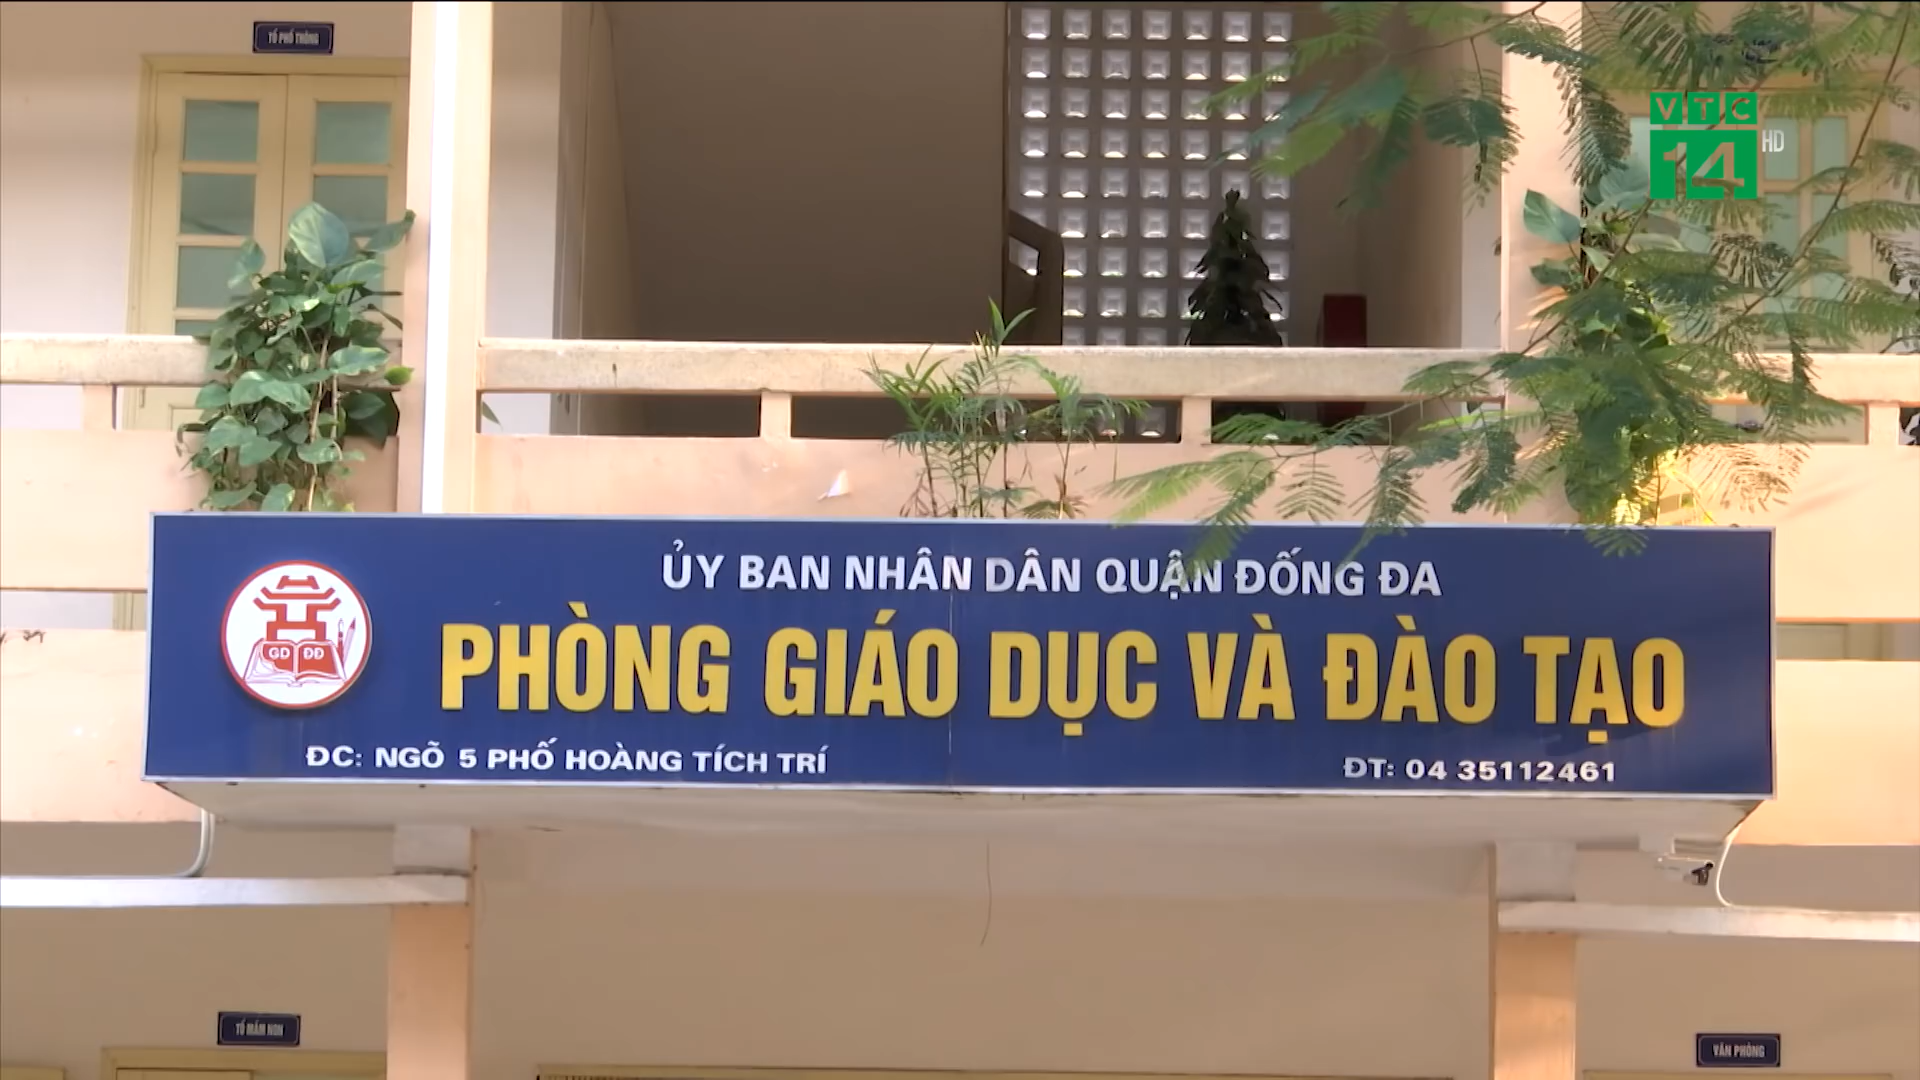 TỔ PHỔ THÔNG
VTC
14 HD
ỦY BAN NHÂN DÂN QUẬN ĐỐNG ĐA
PHÒNG GIÁO DỤC VÀ ĐÀO TẠO
GD ĐĐ
ĐC: NGÕ 5 PHỐ HOÀNG TÍCH TRÍ
ĐT: 04 35112461
TỔ MẦM NON
VĂN PHÒNG